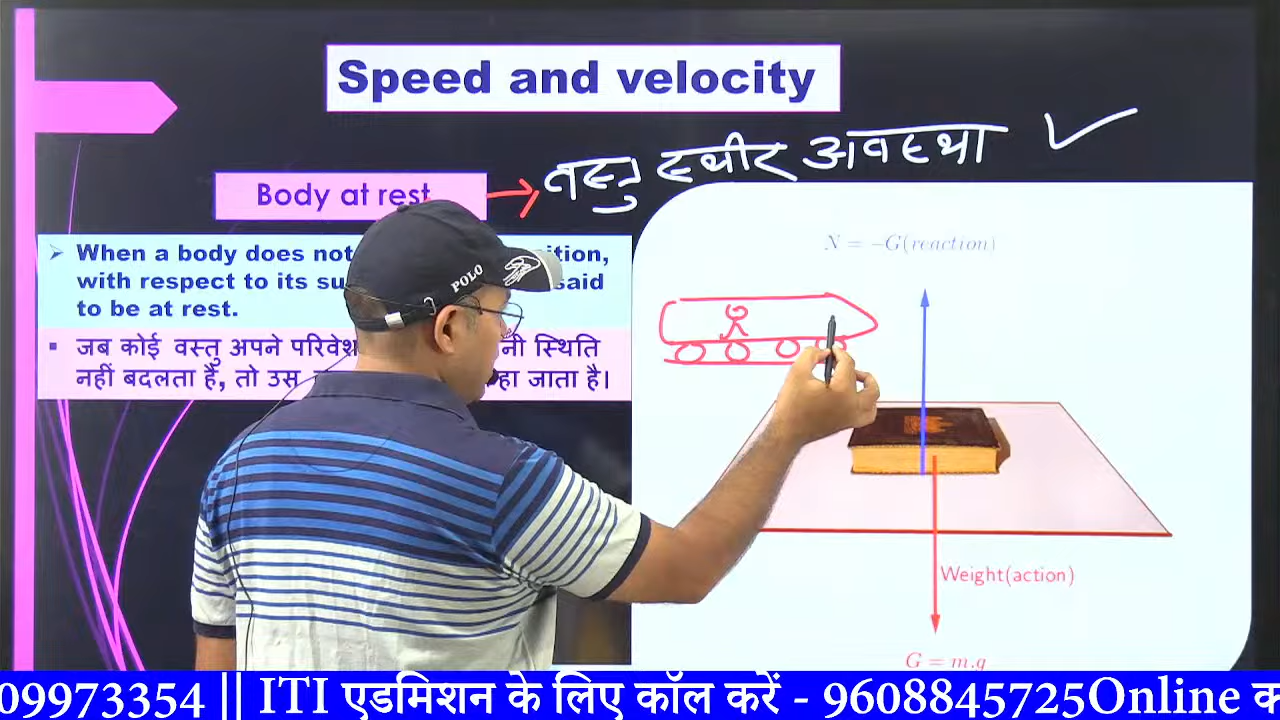 Speed and velocity
वस्तु स्थीर अवस्था
Body at rest
When a body does not ition,
with respect to its su said
to be at rest.
जब कोई वस्तु अपने परिवेश नी स्थिति
नहीं बदलता है, तो उस हा जाता है।
N = -G(reaction)
POLO
Weight(action)
G = m.g
09973354 || ITI एडमिशन के लिए कॉल करें - 9608845725Online क